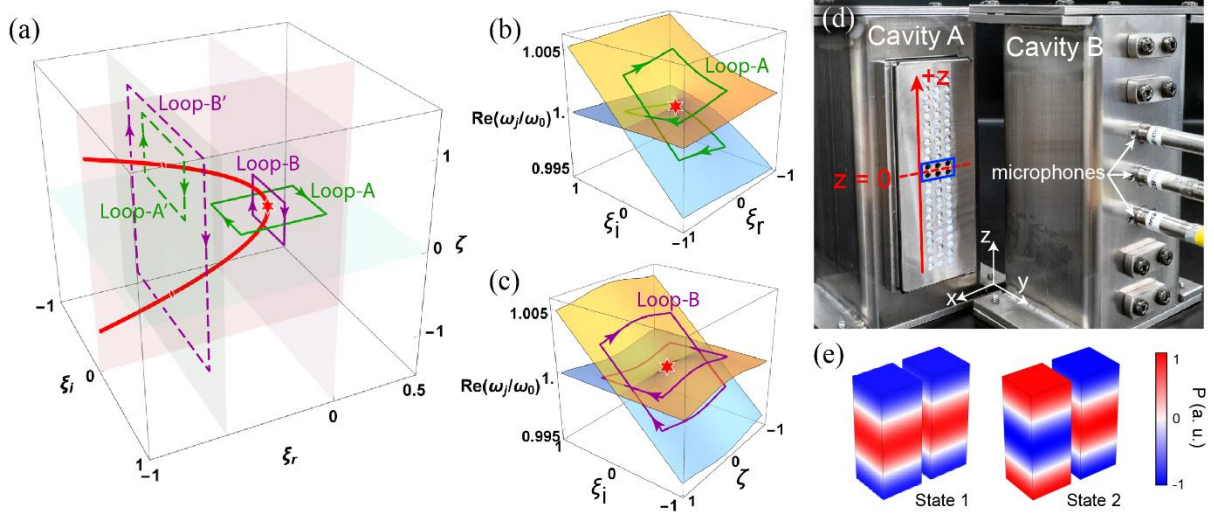 (a)
Loop-B′
Loop-B
Loop-A
Loop-A′
1
0
ζ
-1
-1
0
ξᵢ
1
-1
ξᵣ
0
0.5
(b)
1.005
Loop-A
Re(ωⱼ/ω₀)
1.
0.995
1
ξᵢ
0
-1
1
ξᵣ
0
-1
(c)
1.005
Loop-B
Re(ωⱼ/ω₀)
1.
0.995
1
ξᵢ
0
-1
1
ζ
0
-1
(d)
Cavity A
Cavity B
+z
z = 0
microphones
z
x
y
(e)
State 1
State 2
1
0
-1
P (a. u.)